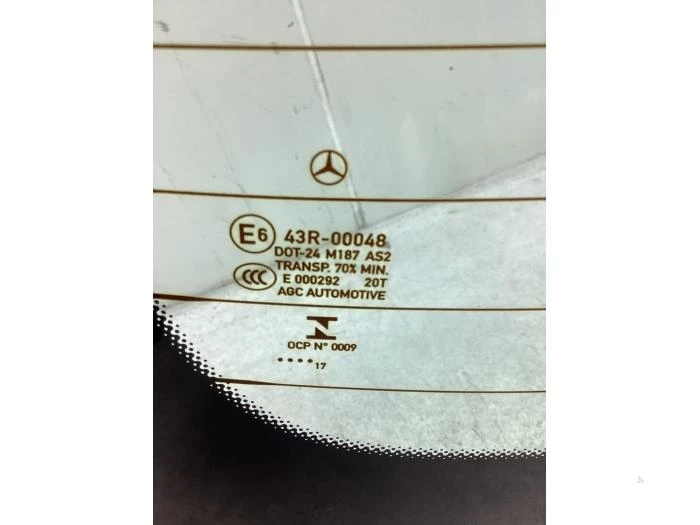 E6 43R-00048
DOT-24 M187 AS2
CCC TRANSP. 70% MIN.
E 000292 20T
AGC AUTOMOTIVE
N
OCP N° 0009
••••17